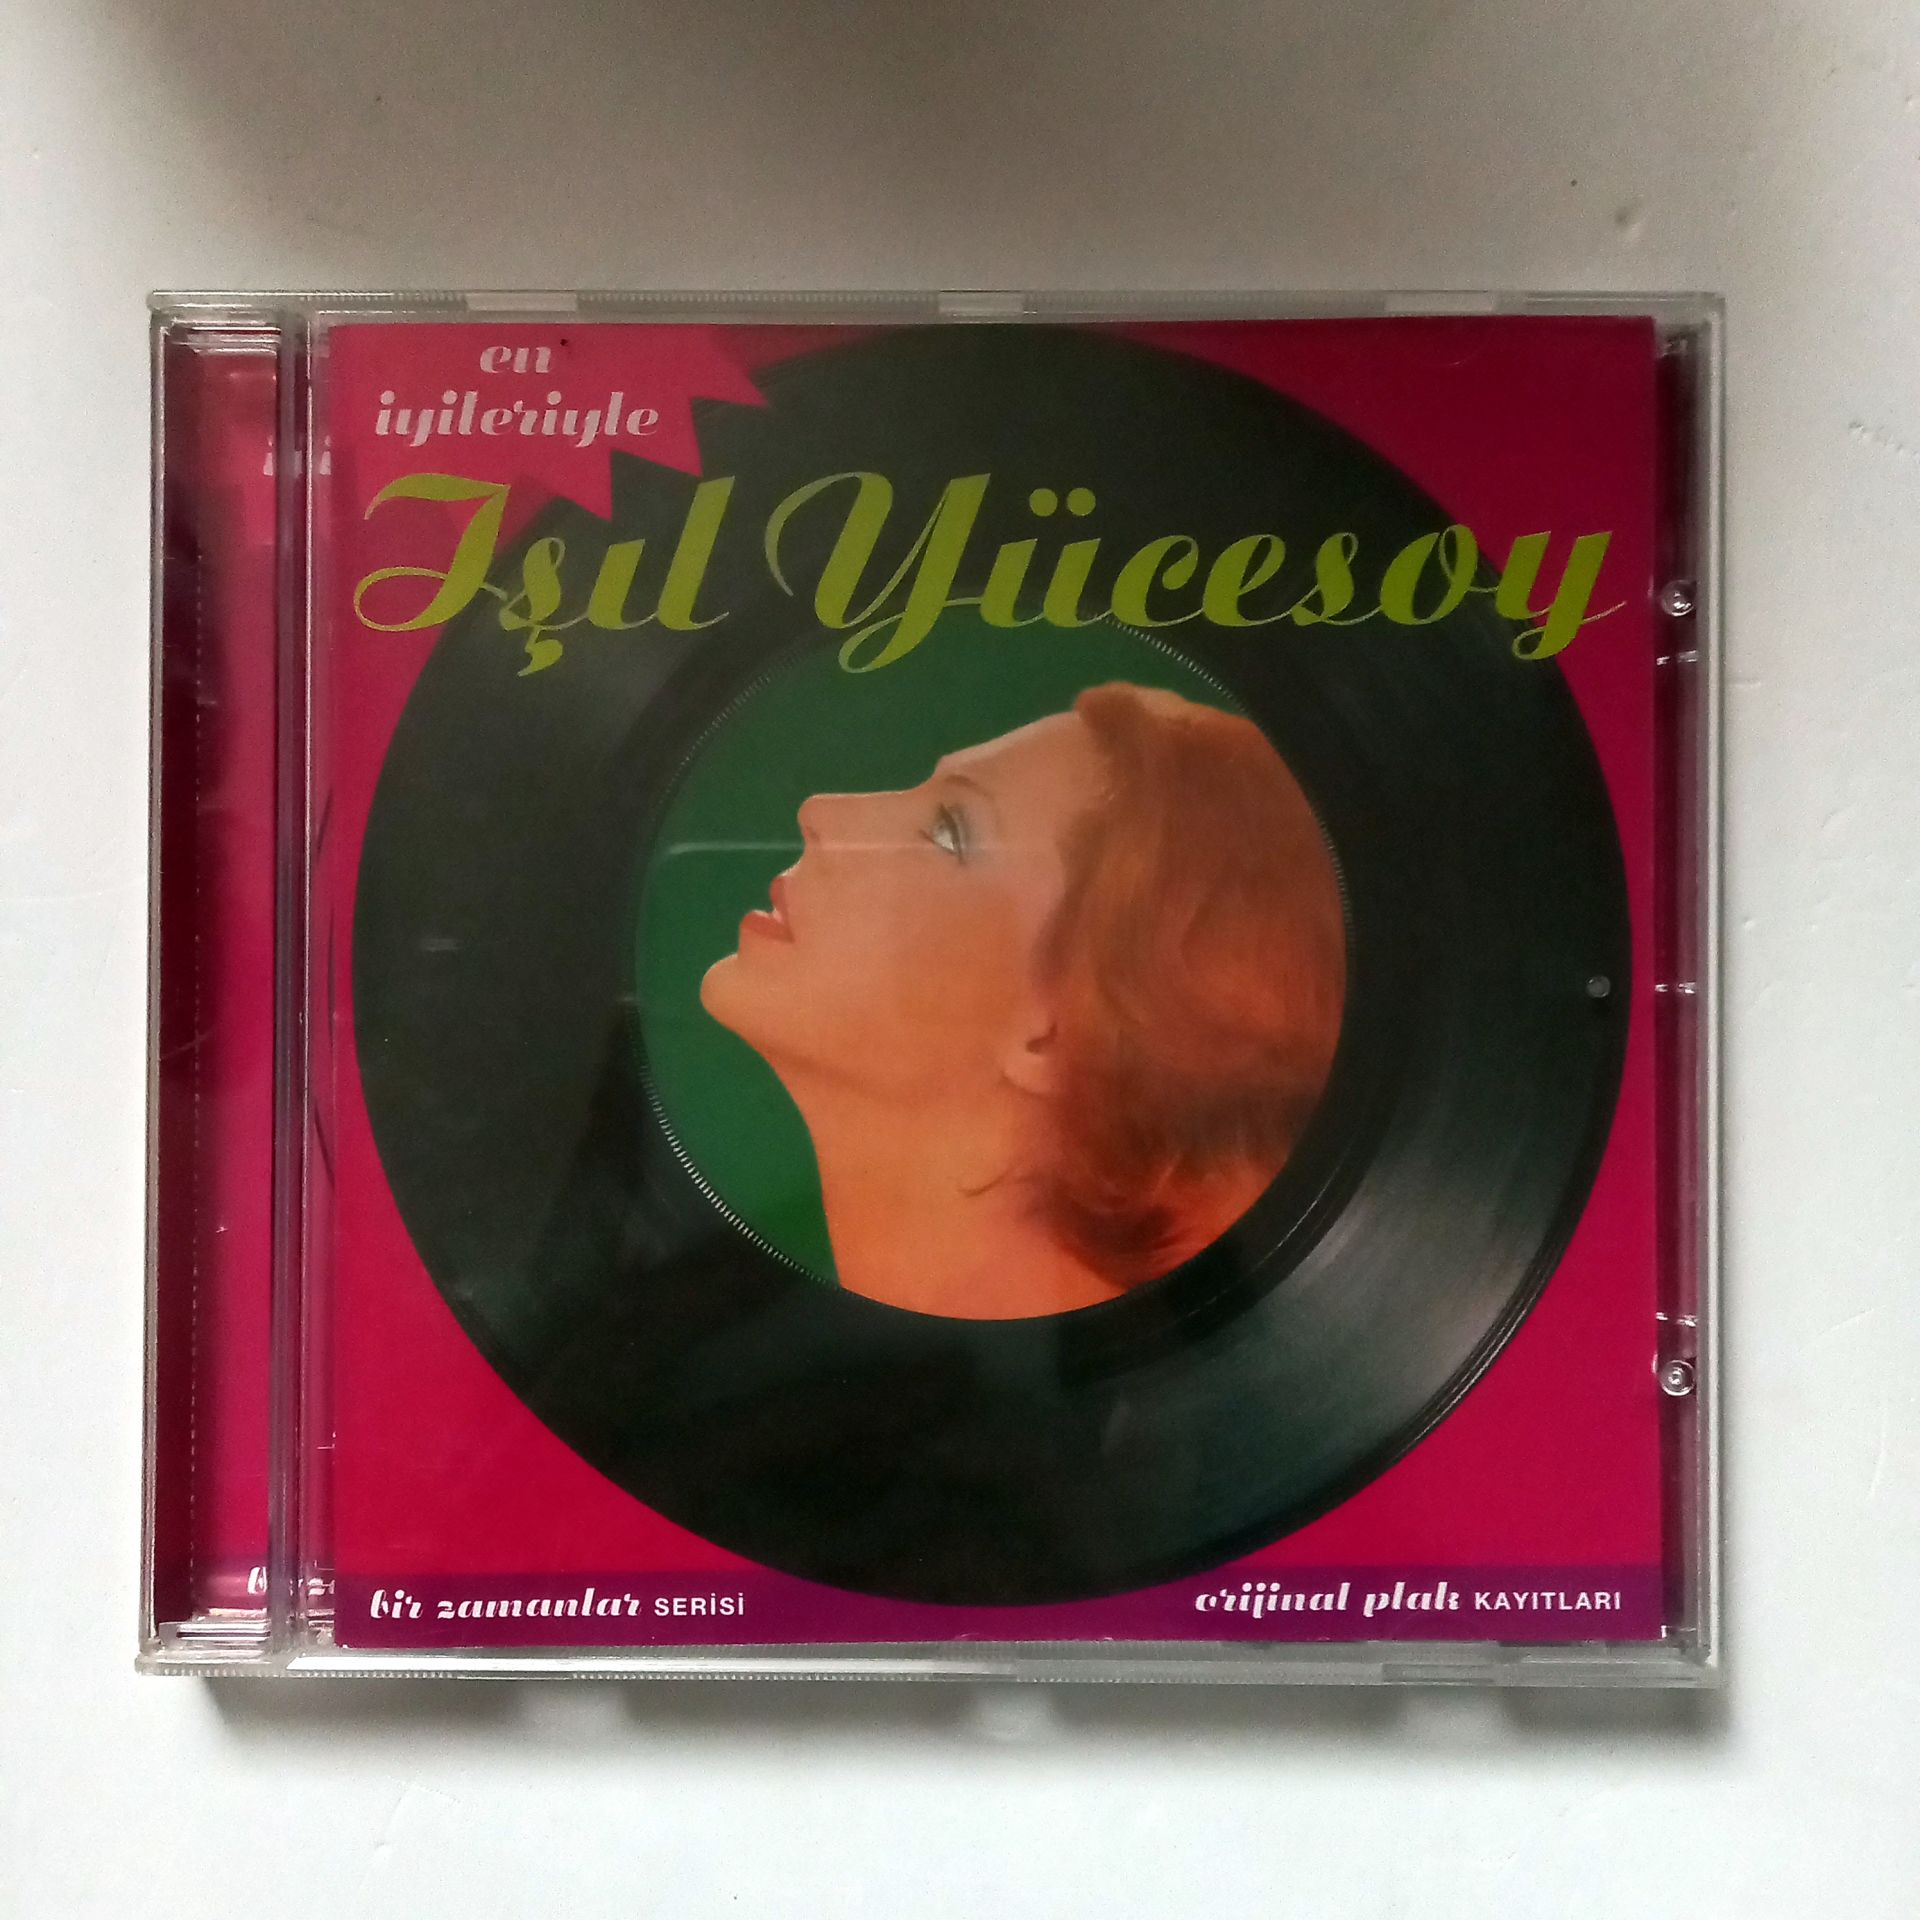 en
iyileriyle
Işıl Yücesoy
bir zamanlar SERİSİ
orijinal plak KAYITLARI